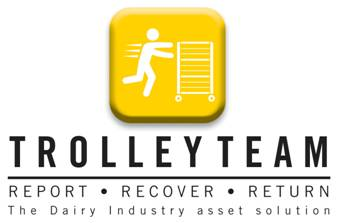 TROLLEYTEAM
REPORT • RECOVER • RETURN
The Dairy Industry asset solution